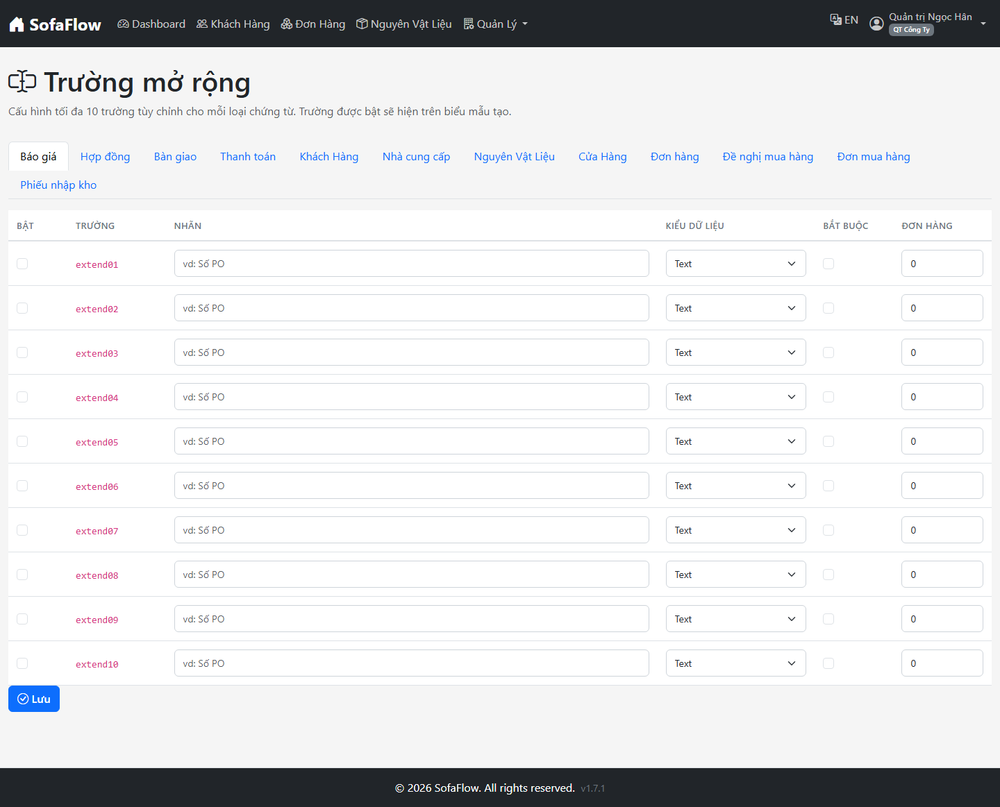 SofaFlow Dashboard Khách Hàng Đơn Hàng Nguyên Vật Liệu Quản Lý EN Quản trị Ngọc Hân
QT Công Ty
Trường mở rộng
Cấu hình tối đa 10 trường tùy chỉnh cho mỗi loại chứng từ. Trường được bật sẽ hiện trên biểu mẫu tạo.
Báo giá Hợp đồng Bàn giao Thanh toán Khách Hàng Nhà cung cấp Nguyên Vật Liệu Cửa Hàng Đơn hàng Đề nghị mua hàng Đơn mua hàng
Phiếu nhập kho
BẬT TRƯỜNG NHÃN KIỂU DỮ LIỆU BẮT BUỘC ĐƠN HÀNG
extend01 vd: Số PO Text 0
extend02 vd: Số PO Text 0
extend03 vd: Số PO Text 0
extend04 vd: Số PO Text 0
extend05 vd: Số PO Text 0
extend06 vd: Số PO Text 0
extend07 vd: Số PO Text 0
extend08 vd: Số PO Text 0
extend09 vd: Số PO Text 0
extend10 vd: Số PO Text 0
Lưu
© 2026 SofaFlow. All rights reserved. v1.7.1